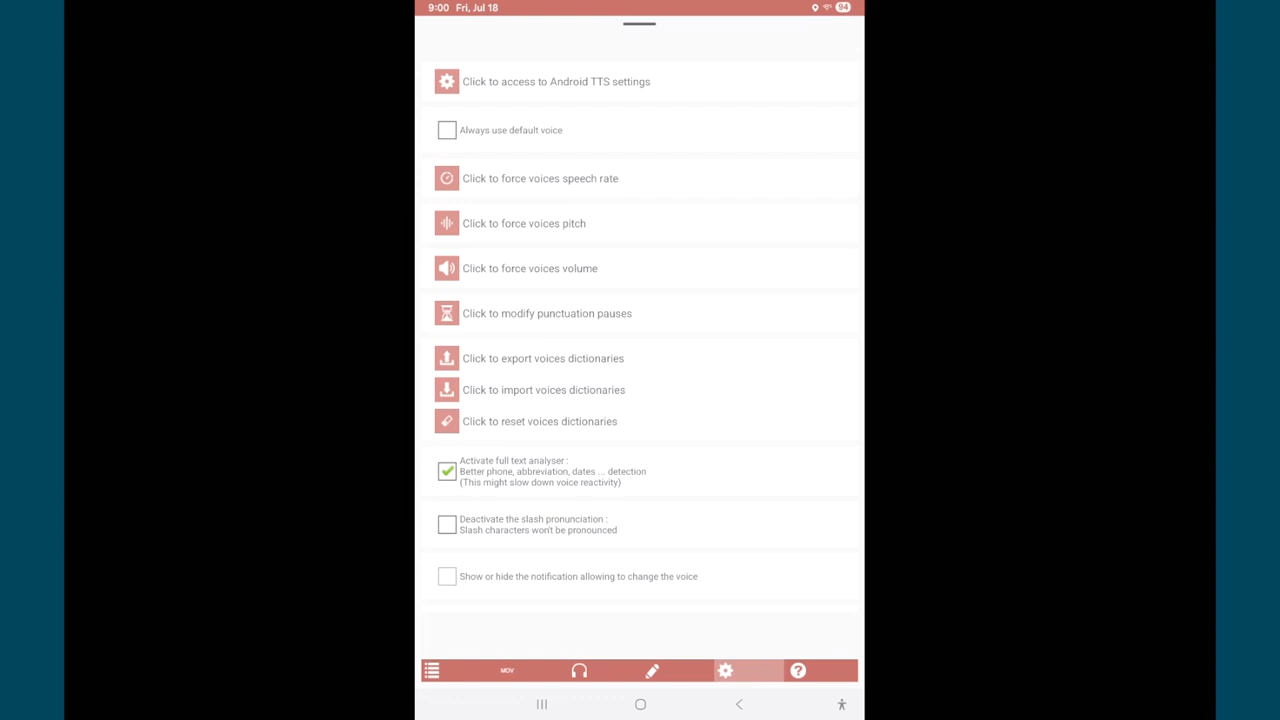 9:00 Fri, Jul 18
94
Click to access to Android TTS settings
Always use default voice
Click to force voices speech rate
Click to force voices pitch
Click to force voices volume
Click to modify punctuation pauses
Click to export voices dictionaries
Click to import voices dictionaries
Click to reset voices dictionaries
Activate full text analyser :
Better phone, abbreviation, dates ... detection
(This might slow down voice reactivity)
Deactivate the slash pronunciation :
Slash characters won't be pronounced
Show or hide the notification allowing to change the voice
MOV